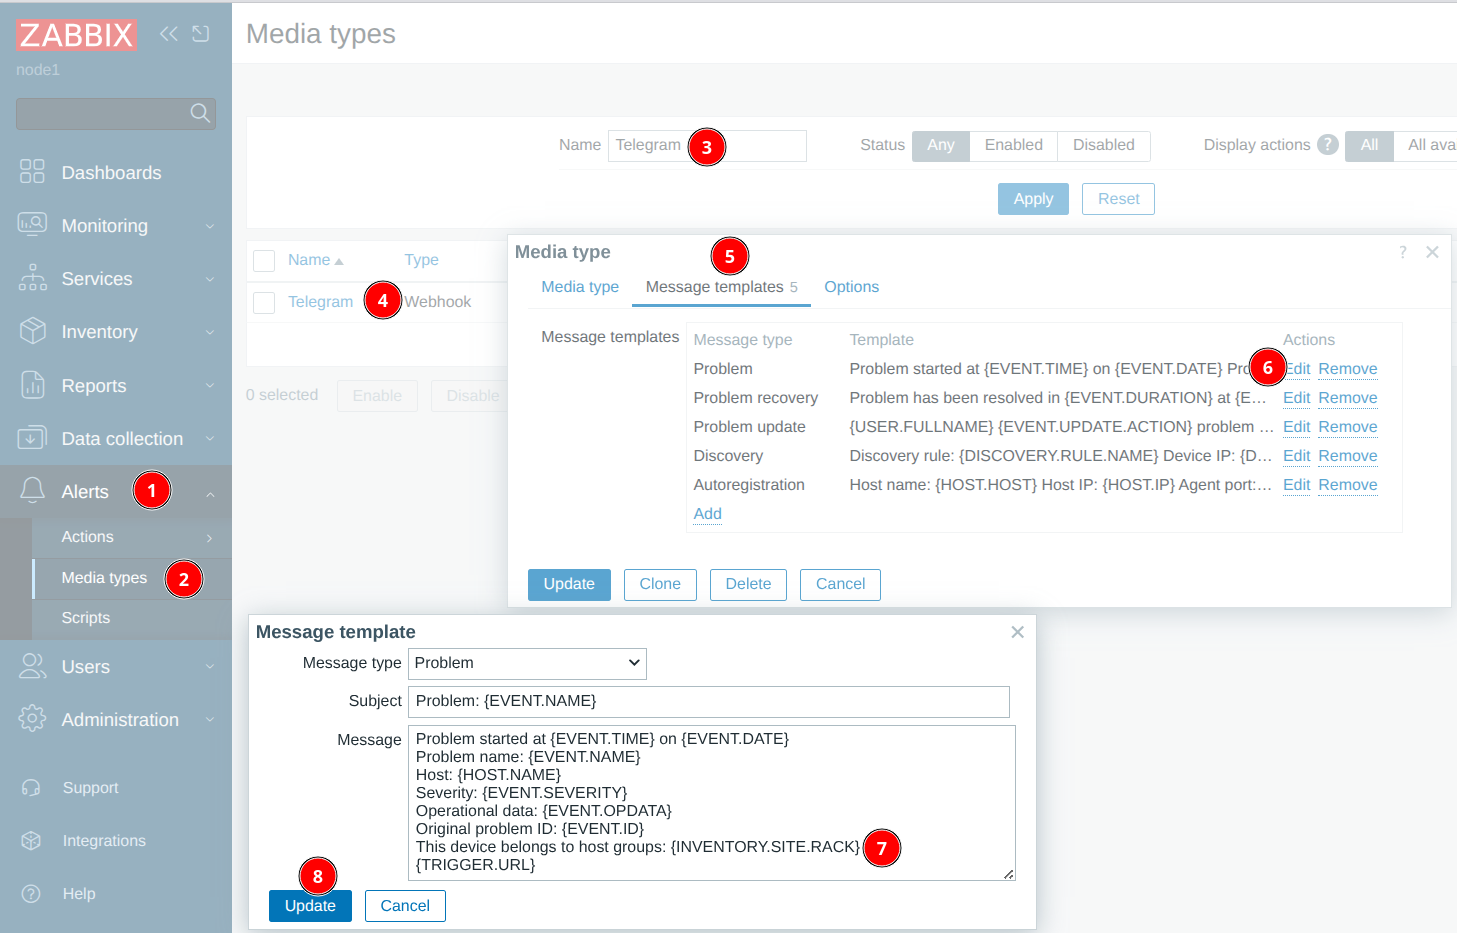 ZABBIX
node1
Dashboards
Monitoring
Services
Inventory
Reports
Data collection
Alerts 1
Actions
Media types 2
Scripts
Users
Administration
Support
Integrations
Help
Media types
Name Telegram 3 Status Any Enabled Disabled Display actions ? All All ava
Apply Reset
Name Type
Telegram 4 Webhook
0 selected Enable Disable
Media type 5 ?
Media type Message templates 5 Options
Message templates
Message type Template Actions
Problem Problem started at {EVENT.TIME} on {EVENT.DATE} Pro 6 Edit Remove
Problem recovery Problem has been resolved in {EVENT.DURATION} at {E… Edit Remove
Problem update {USER.FULLNAME} {EVENT.UPDATE.ACTION} problem … Edit Remove
Discovery Discovery rule: {DISCOVERY.RULE.NAME} Device IP: {D… Edit Remove
Autoregistration Host name: {HOST.HOST} Host IP: {HOST.IP} Agent port:… Edit Remove
Add
Update Clone Delete Cancel
Message template
Message type Problem
Subject Problem: {EVENT.NAME}
Message Problem started at {EVENT.TIME} on {EVENT.DATE}
Problem name: {EVENT.NAME}
Host: {HOST.NAME}
Severity: {EVENT.SEVERITY}
Operational data: {EVENT.OPDATA}
Original problem ID: {EVENT.ID}
This device belongs to host groups: {INVENTORY.SITE.RACK} 7
{TRIGGER.URL}
8
Update Cancel